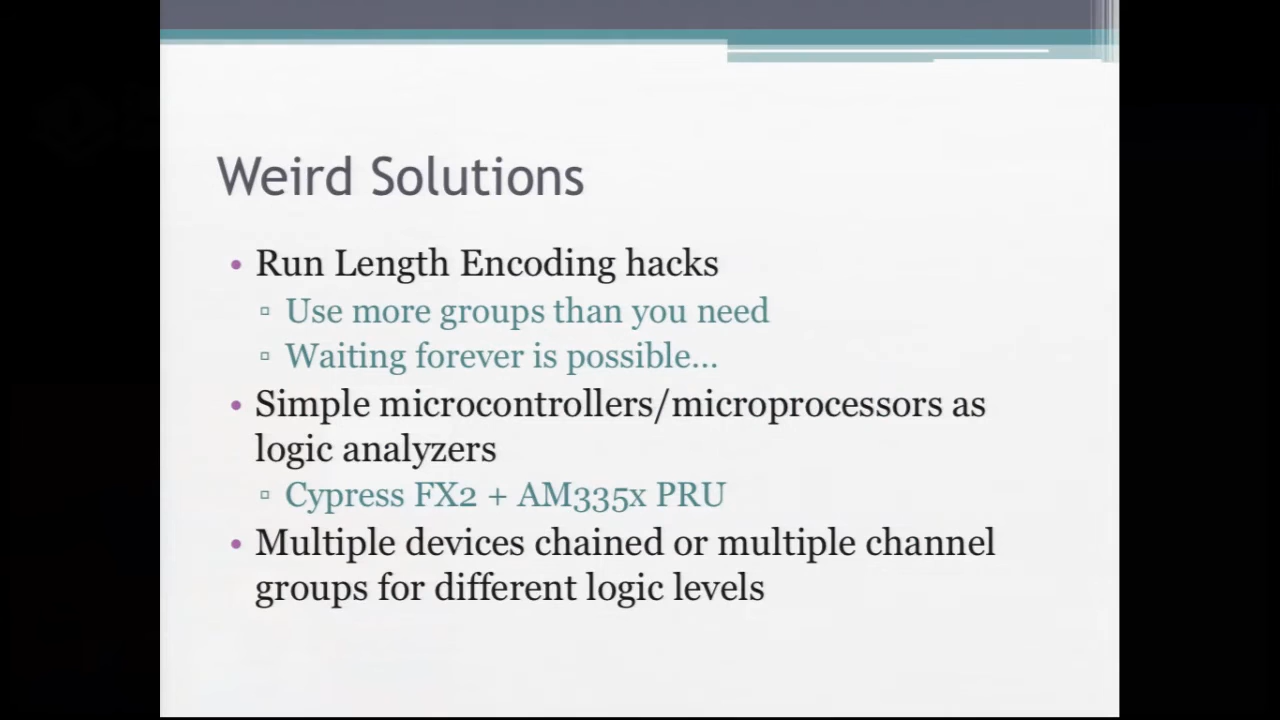 Weird Solutions
• Run Length Encoding hacks
▫ Use more groups than you need
▫ Waiting forever is possible...
• Simple microcontrollers/microprocessors as
logic analyzers
▫ Cypress FX2 + AM335x PRU
• Multiple devices chained or multiple channel
groups for different logic levels